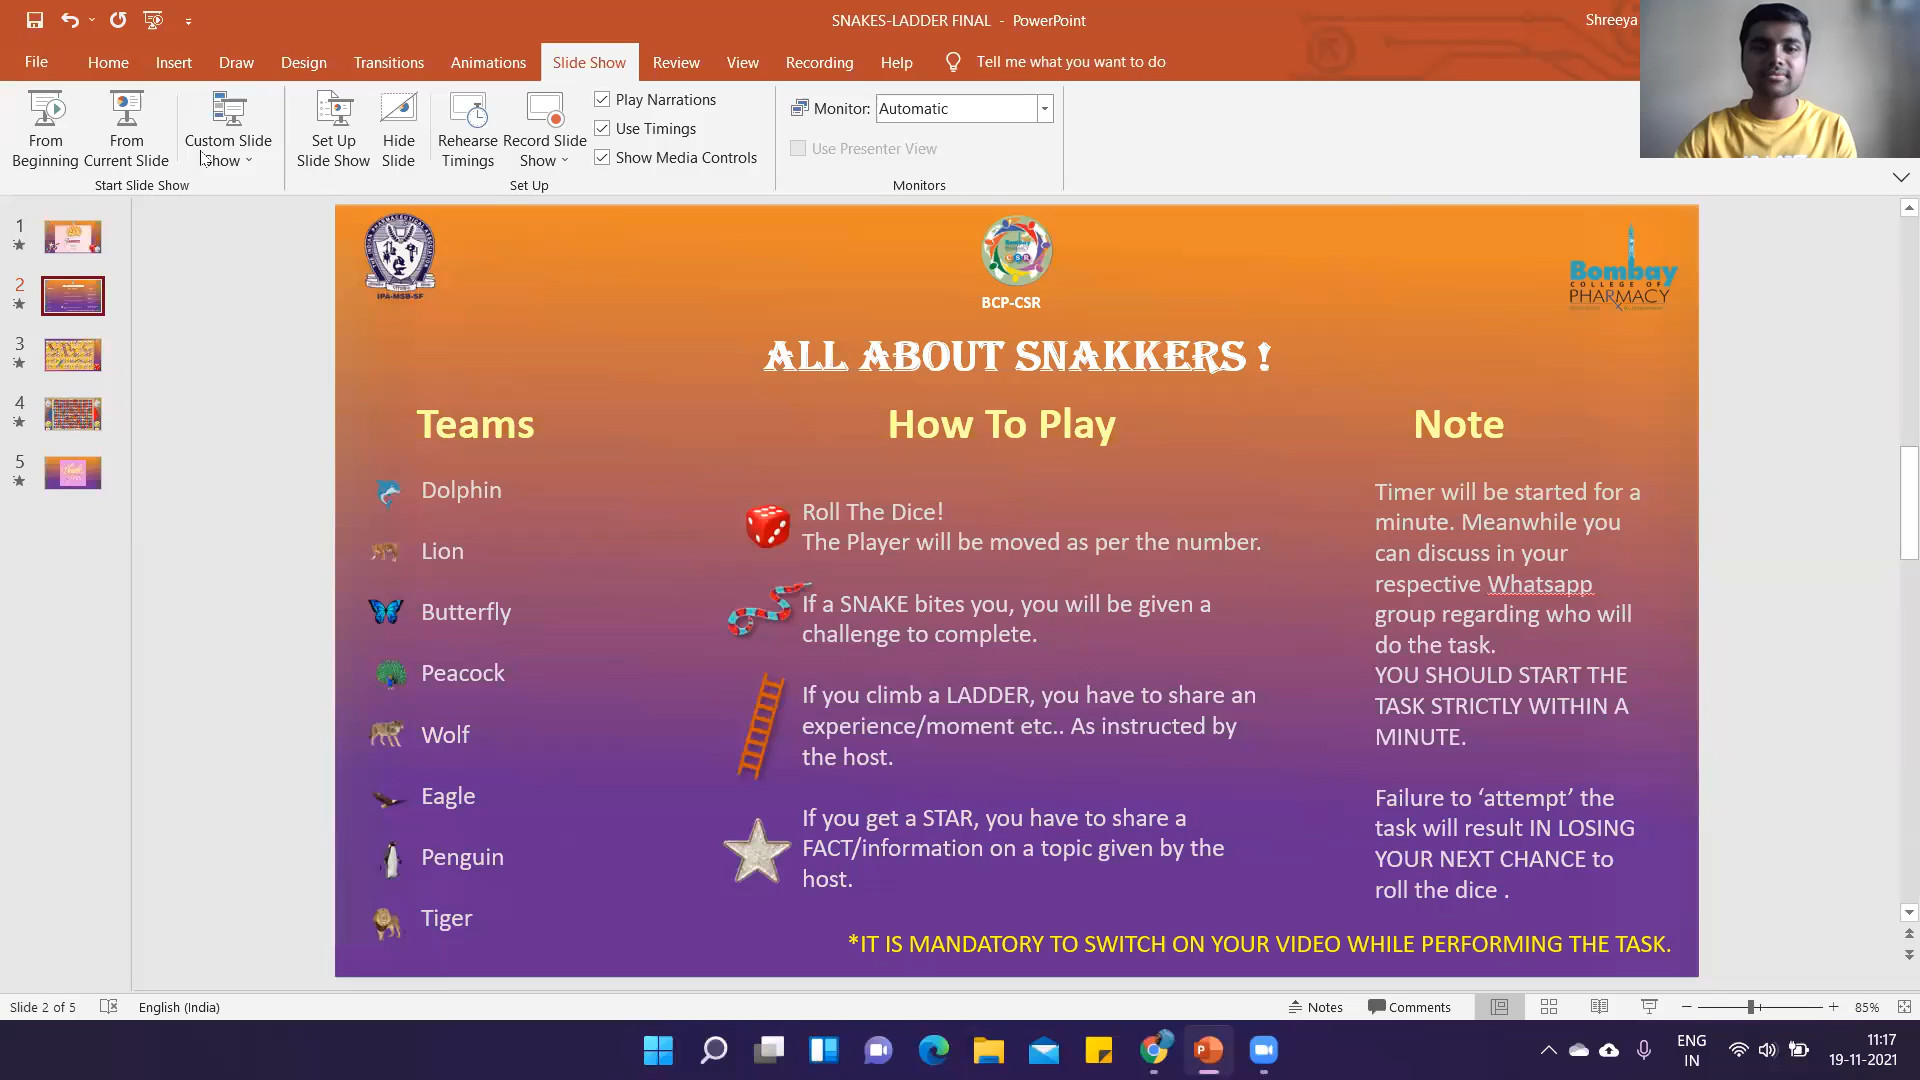 SNAKES-LADDER FINAL - PowerPoint
Shreeya
File Home Insert Draw Design Transitions Animations Slide Show Review View Recording Help Tell me what you want to do
From Beginning
From Current Slide
Custom Slide Show
Start Slide Show
Set Up Slide Show
Hide Slide
Rehearse Timings
Record Slide Show
Play Narrations
Use Timings
Show Media Controls
Set Up
Monitor: Automatic
Use Presenter View
Monitors
1
2
3
4
5
IPA-MSB-SF
BCP-CSR
Bombay
COLLEGE OF
PHARMACY
ALL ABOUT SNAKKERS !
Teams
Dolphin
Lion
Butterfly
Peacock
Wolf
Eagle
Penguin
Tiger
How To Play
Roll The Dice!
The Player will be moved as per the number.
If a SNAKE bites you, you will be given a
challenge to complete.
If you climb a LADDER, you have to share an
experience/moment etc.. As instructed by
the host.
If you get a STAR, you have to share a
FACT/information on a topic given by the
host.
Note
Timer will be started for a
minute. Meanwhile you
can discuss in your
respective Whatsapp
group regarding who will
do the task.
YOU SHOULD START THE
TASK STRICTLY WITHIN A
MINUTE.
Failure to ‘attempt’ the
task will result IN LOSING
YOUR NEXT CHANCE to
roll the dice .
*IT IS MANDATORY TO SWITCH ON YOUR VIDEO WHILE PERFORMING THE TASK.
Slide 2 of 5 English (India) Notes Comments 85%
ENG
IN
11:17
19-11-2021